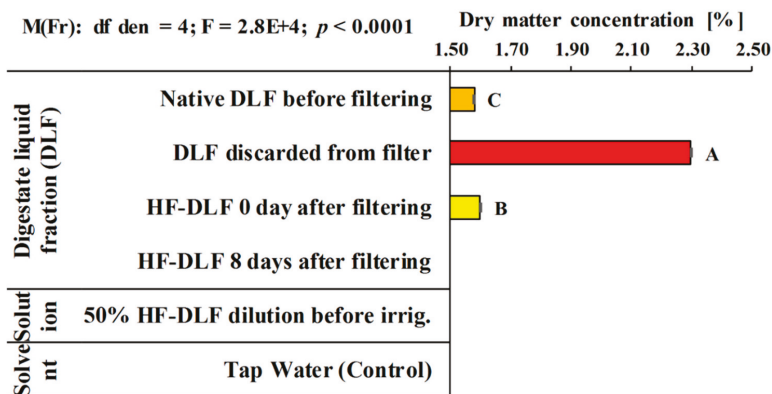 M(Fr): df den = 4; F = 2.8E+4; p < 0.0001
Dry matter concentration [%]
1.50 1.70 1.90 2.10 2.30 2.50
Digestate liquid
fraction (DLF)
Native DLF before filtering
C
DLF discarded from filter
A
HF-DLF 0 day after filtering
B
HF-DLF 8 days after filtering
Solut
ion
50% HF-DLF dilution before irrig.
Solve
nt
Tap Water (Control)